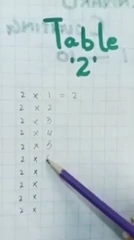 Table
'2'
2 × 1 = 2
2 × 2
2 × 3
2 × 4
2 × 5
2 ×
2 ×
2 ×
2 ×
2 ×